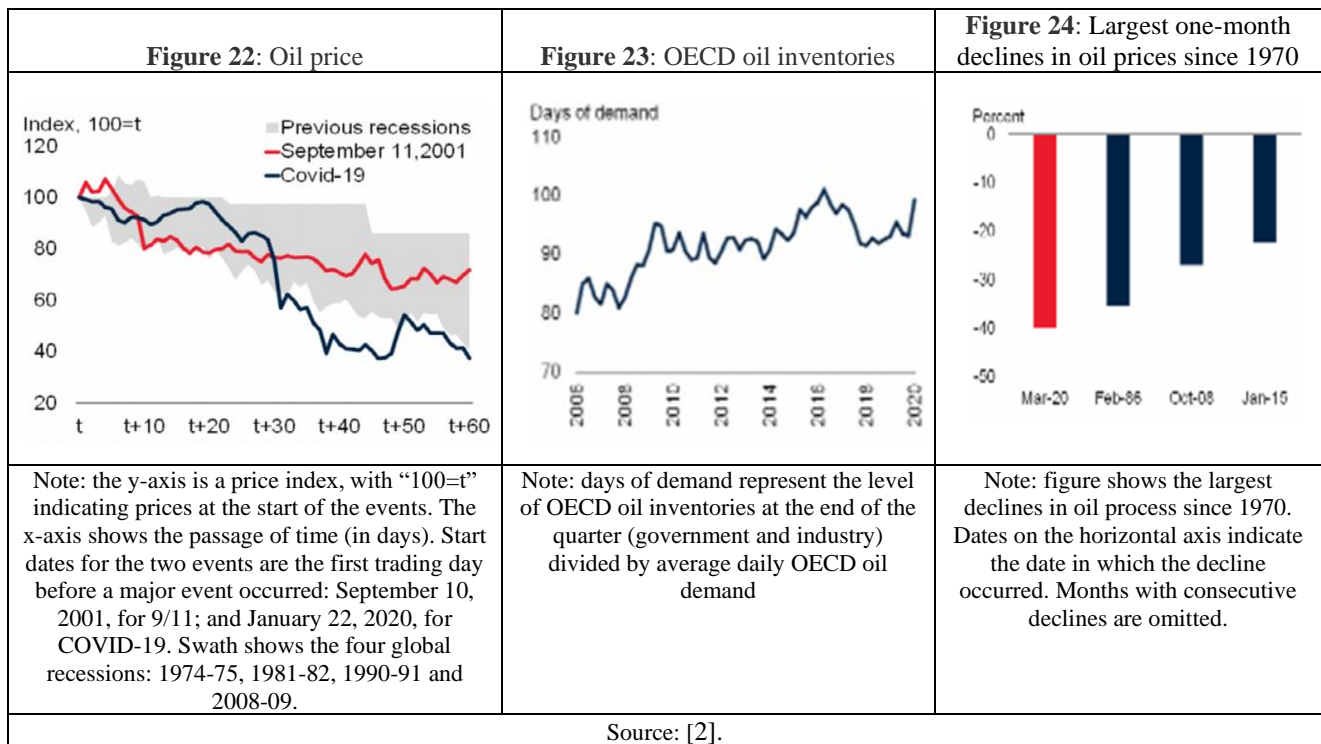 Figure 22: Oil price
Figure 23: OECD oil inventories
Figure 24: Largest one-month
declines in oil prices since 1970
Index, 100=t
Previous recessions
September 11,2001
Covid-19
120
100
80
60
40
20
t t+10 t+20 t+30 t+40 t+50 t+60
Days of demand
110
100
90
80
70
2006 2008 2010 2012 2014 2016 2018 2020
Percent
0
-10
-20
-30
-40
-50
Mar-20 Feb-86 Oct-08 Jan-15
Note: the y-axis is a price index, with “100=t”
indicating prices at the start of the events. The
x-axis shows the passage of time (in days). Start
dates for the two events are the first trading day
before a major event occurred: September 10,
2001, for 9/11; and January 22, 2020, for
COVID-19. Swath shows the four global
recessions: 1974-75, 1981-82, 1990-91 and
2008-09.
Note: days of demand represent the level
of OECD oil inventories at the end of the
quarter (government and industry)
divided by average daily OECD oil
demand
Note: figure shows the largest
declines in oil process since 1970.
Dates on the horizontal axis indicate
the date in which the decline
occurred. Months with consecutive
declines are omitted.
Source: [2].